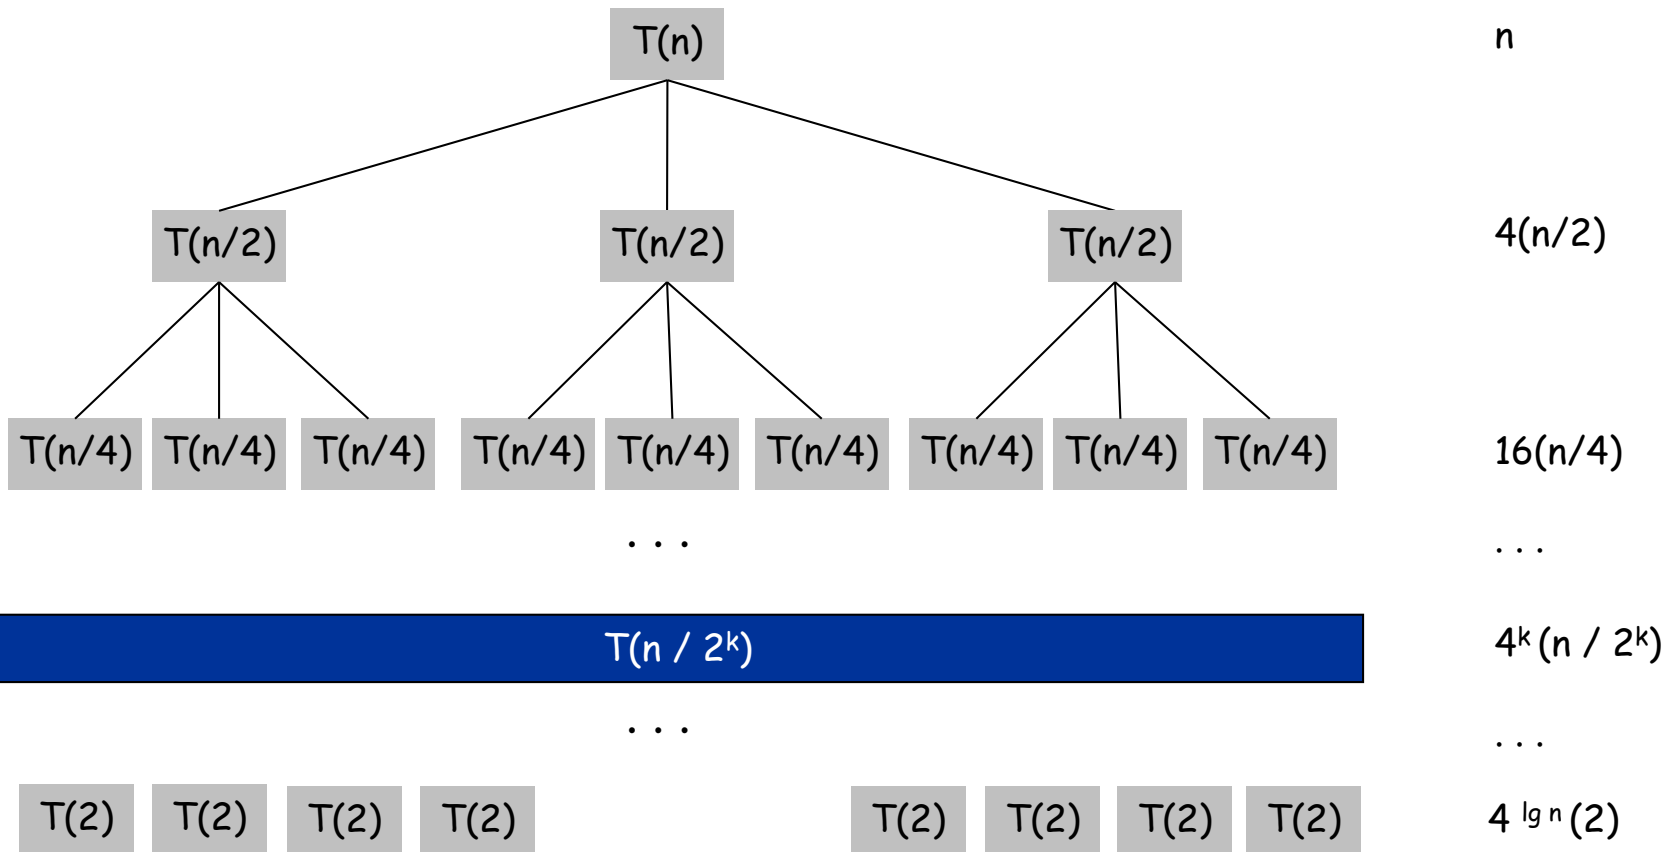 T(n) n
T(n/2) T(n/2) T(n/2) 4(n/2)
T(n/4) T(n/4) T(n/4) T(n/4) T(n/4) T(n/4) T(n/4) T(n/4) T(n/4) 16(n/4)
. . . . . .
T(n / 2ᵏ) 4ᵏ (n / 2ᵏ)
. . . . . .
T(2) T(2) T(2) T(2) T(2) T(2) T(2) T(2) 4 ˡᵍ ⁿ (2)